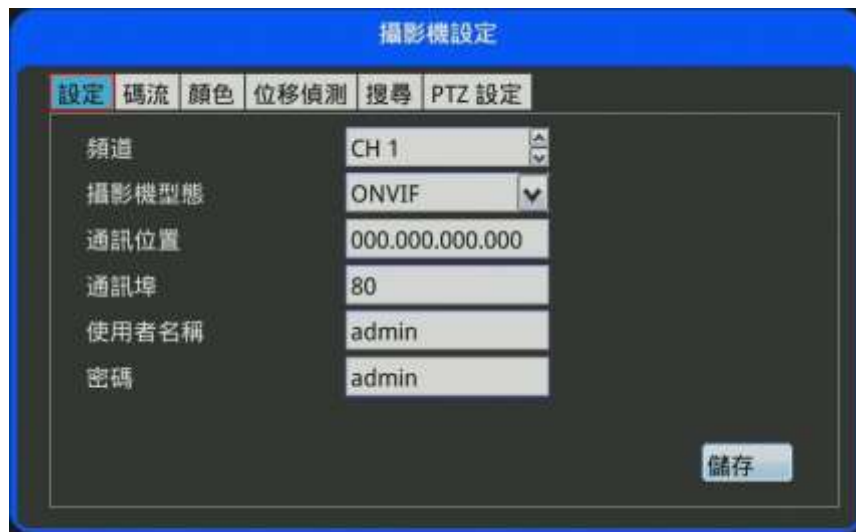 攝影機設定
設定 碼流 顏色 位移偵測 搜尋 PTZ 設定
頻道 CH 1
攝影機型態 ONVIF
通訊位置 000.000.000.000
通訊埠 80
使用者名稱 admin
密碼 admin
儲存